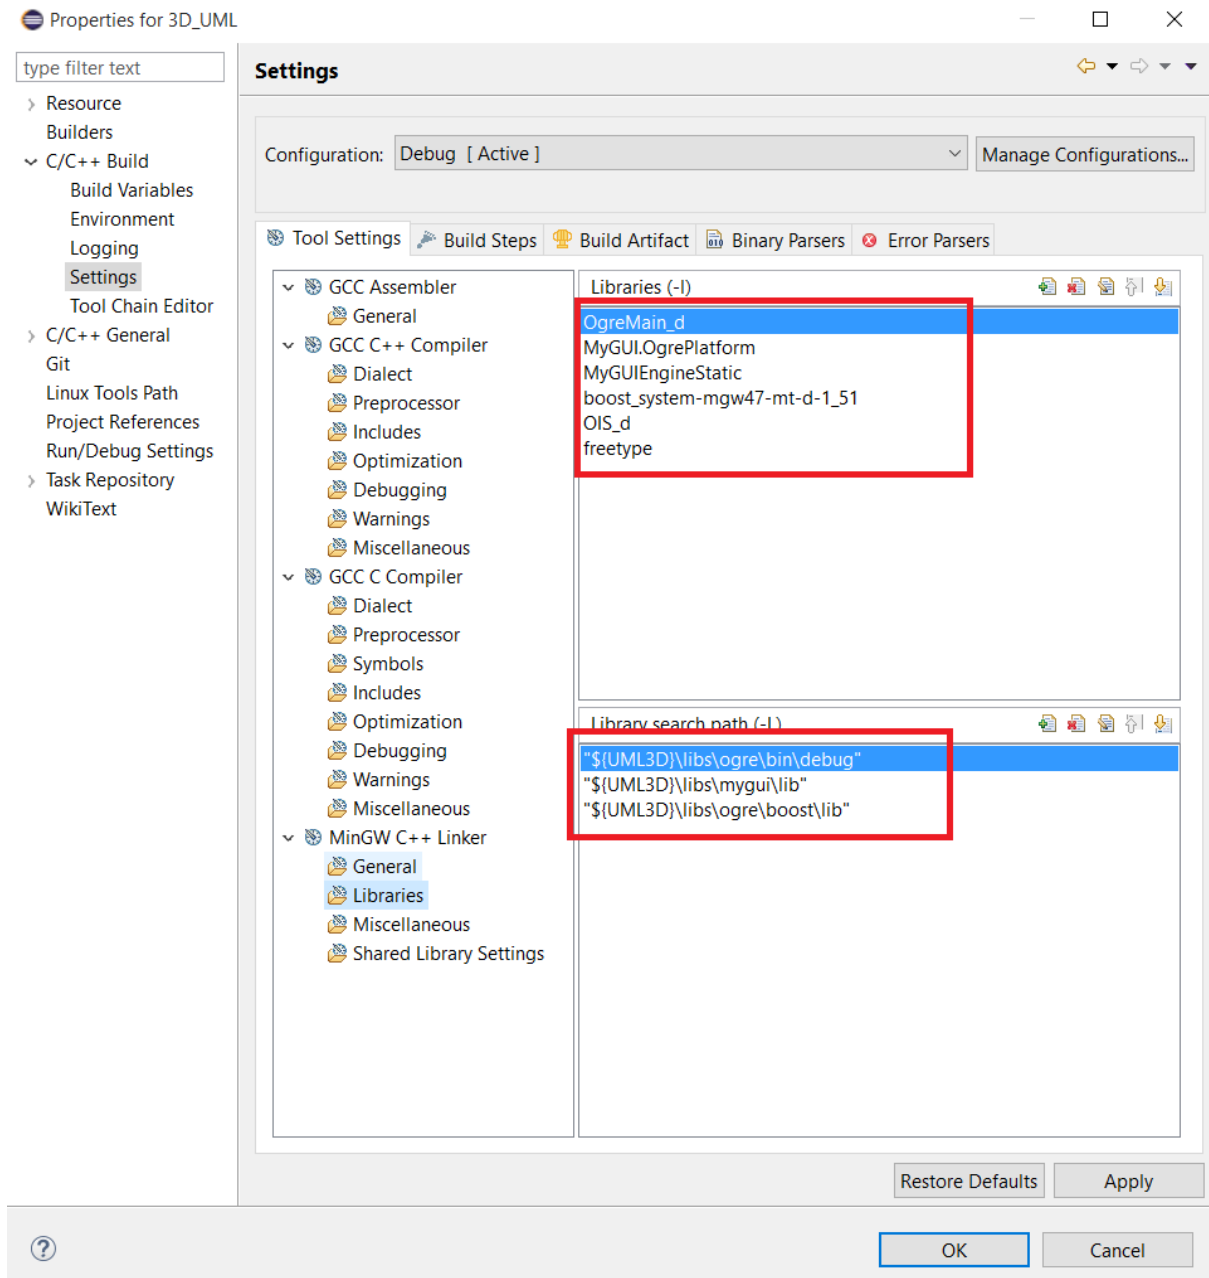 Properties for 3D_UML
type filter text
Resource
Builders
C/C++ Build
Build Variables
Environment
Logging
Settings
Tool Chain Editor
C/C++ General
Git
Linux Tools Path
Project References
Run/Debug Settings
Task Repository
WikiText
Settings
Configuration: Debug [ Active ] Manage Configurations...
Tool Settings Build Steps Build Artifact Binary Parsers Error Parsers
GCC Assembler
General
GCC C++ Compiler
Dialect
Preprocessor
Includes
Optimization
Debugging
Warnings
Miscellaneous
GCC C Compiler
Dialect
Preprocessor
Symbols
Includes
Optimization
Debugging
Warnings
Miscellaneous
MinGW C++ Linker
General
Libraries
Miscellaneous
Shared Library Settings
Libraries (-l)
OgreMain_d
MyGUI.OgrePlatform
MyGUIEngineStatic
boost_system-mgw47-mt-d-1_51
OIS_d
freetype
Library search path (-L)
"${UML3D}\libs\ogre\bin\debug"
"${UML3D}\libs\mygui\lib"
"${UML3D}\libs\ogre\boost\lib"
Restore Defaults Apply
OK Cancel